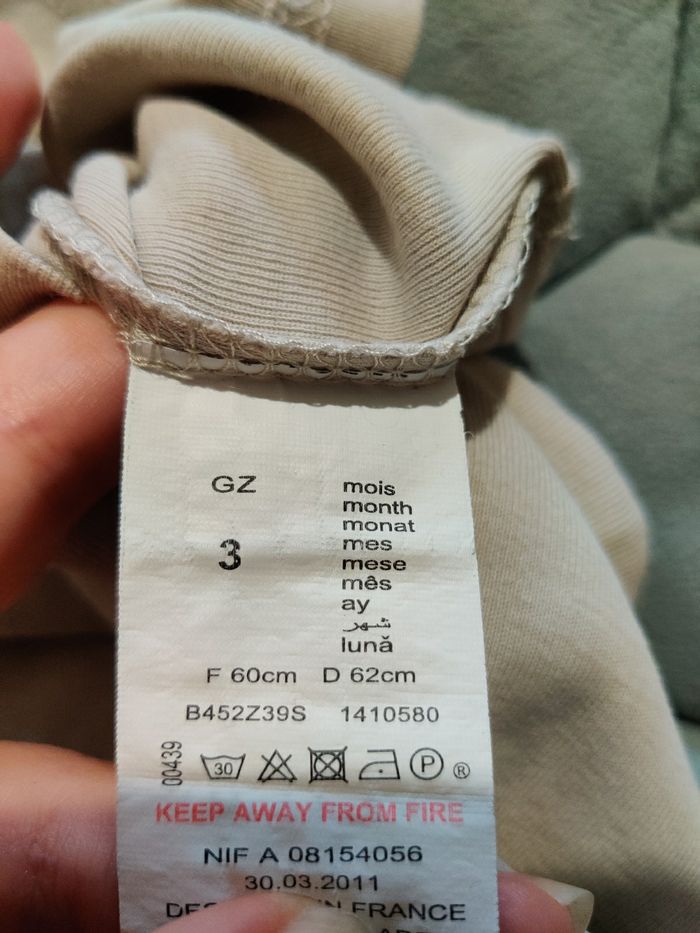 GZ
3
mois
month
monat
mes
mese
mês
ay
شهر
lună
F 60cm D 62cm
B452Z39S 1410580
00439
30 P ®
KEEP AWAY FROM FIRE
NIF A 08154056
30.03.2011
FRANCE